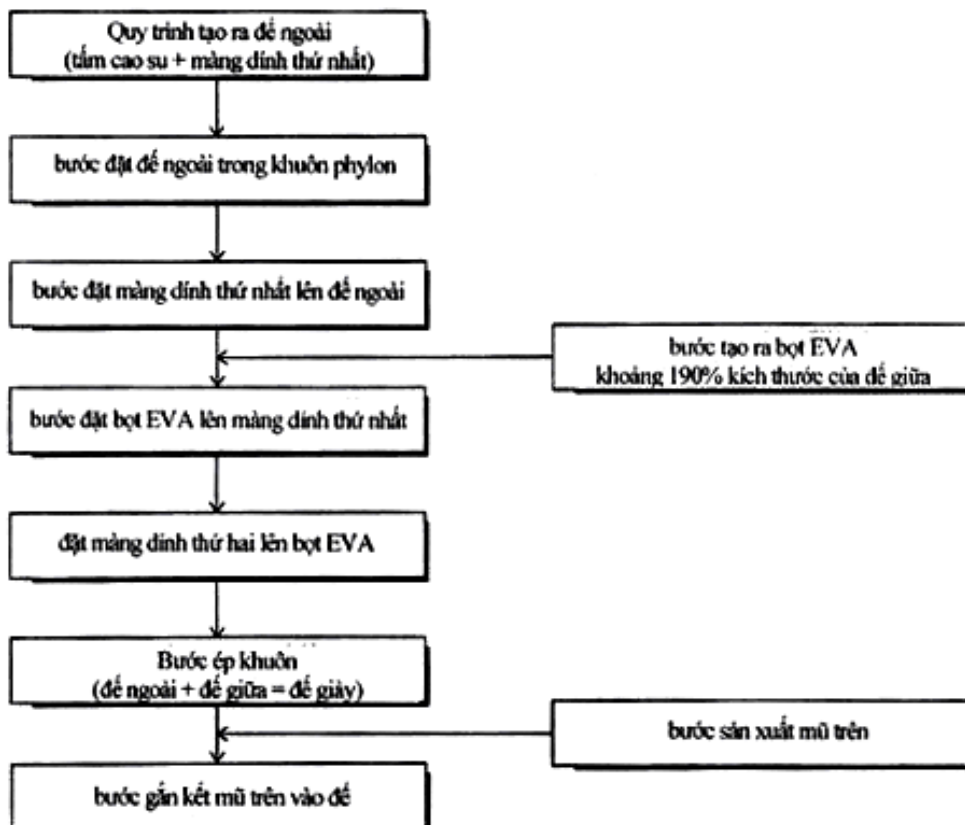 Quy trình tạo ra đế ngoài
(tấm cao su + màng dính thứ nhất)
bước đặt đế ngoài trong khuôn phylon
bước đặt màng dính thứ nhất lên đế ngoài
bước tạo ra bọt EVA
khoảng 190% kích thước của đế giữa
bước đặt bọt EVA lên màng dính thứ nhất
đặt màng dính thứ hai lên bọt EVA
Bước ép khuôn
(đế ngoài + đế giữa = đế giày)
bước sản xuất mũ trên
bước gắn kết mũ trên vào đế